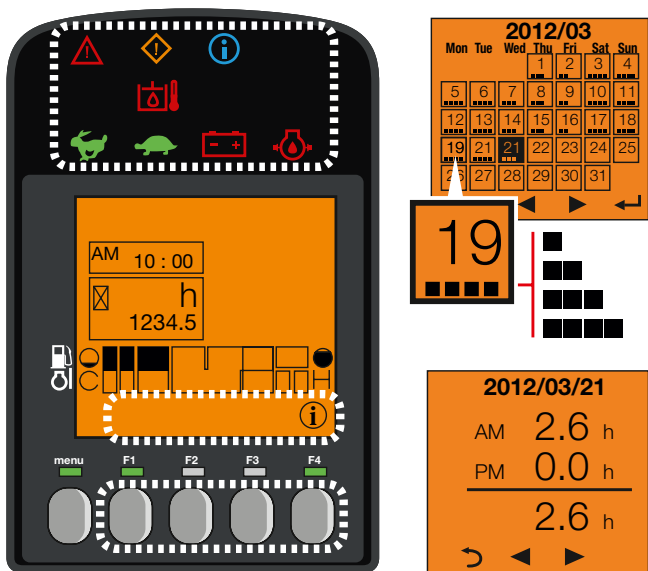 AM 10 : 00
h
1234.5
C H
i
menu F1 F2 F3 F4
2012/03
Mon Tue Wed Thu Fri Sat Sun
1 2 3 4
5 6 7 8 9 10 11
12 13 14 15 16 17 18
19 21 21 22 23 24 25
26 27 28 29 30 31
19
2012/03/21
AM 2.6 h
PM 0.0 h
2.6 h